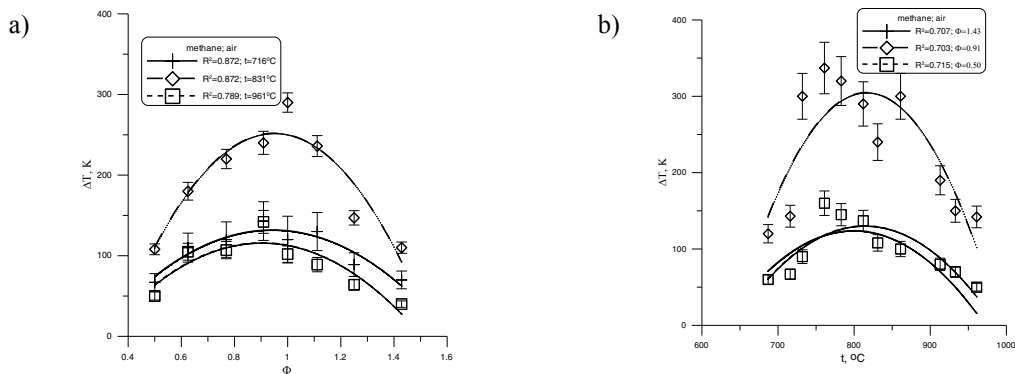 a)
methane; air
R²=0.872; t=716°C
R²=0.872; t=831°C
R²=0.789; t=961°C
400
300
200
100
0
ΔT, K
0.4 0.6 0.8 1 1.2 1.4 1.6
Φ
b)
methane; air
R²=0.707; Φ=1.43
R²=0.703; Φ=0.91
R²=0.715; Φ=0.50
400
300
200
100
0
ΔT, K
600 700 800 900 1000
t, °C